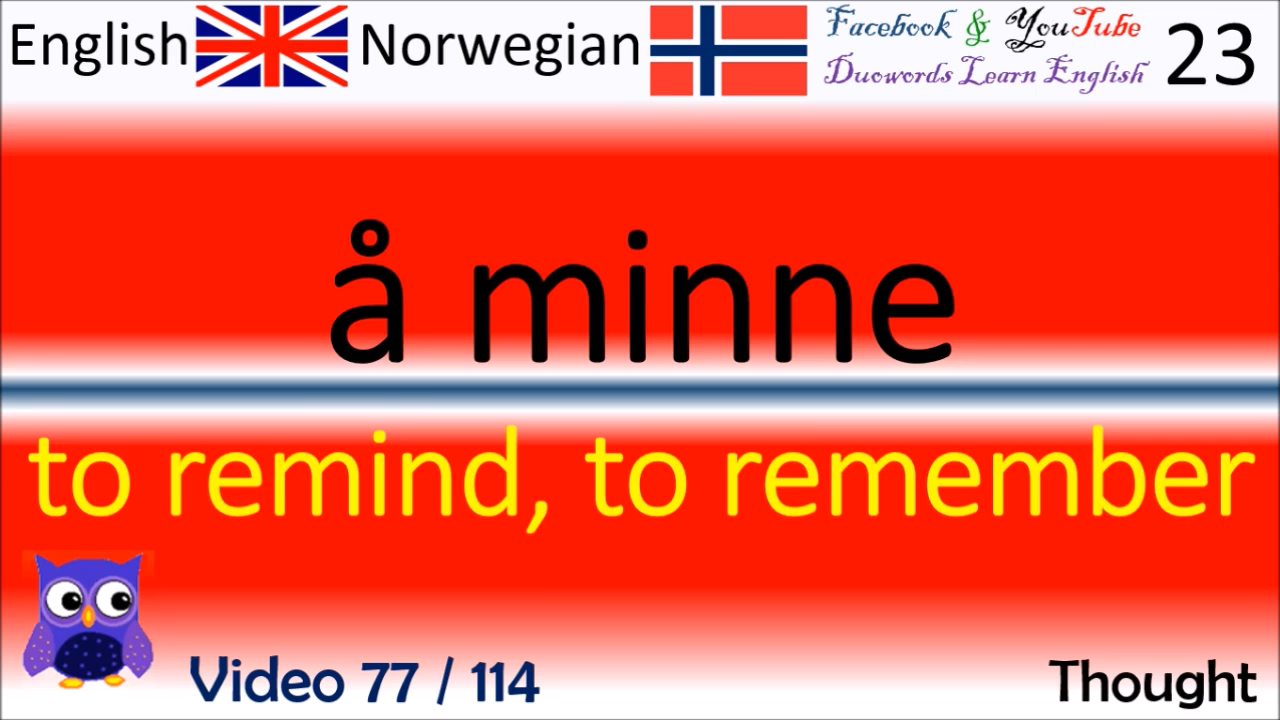 English Norwegian Facebook & YouTube 23
Duowords Learn English
å minne
to remind, to remember
Video 77 / 114 Thought